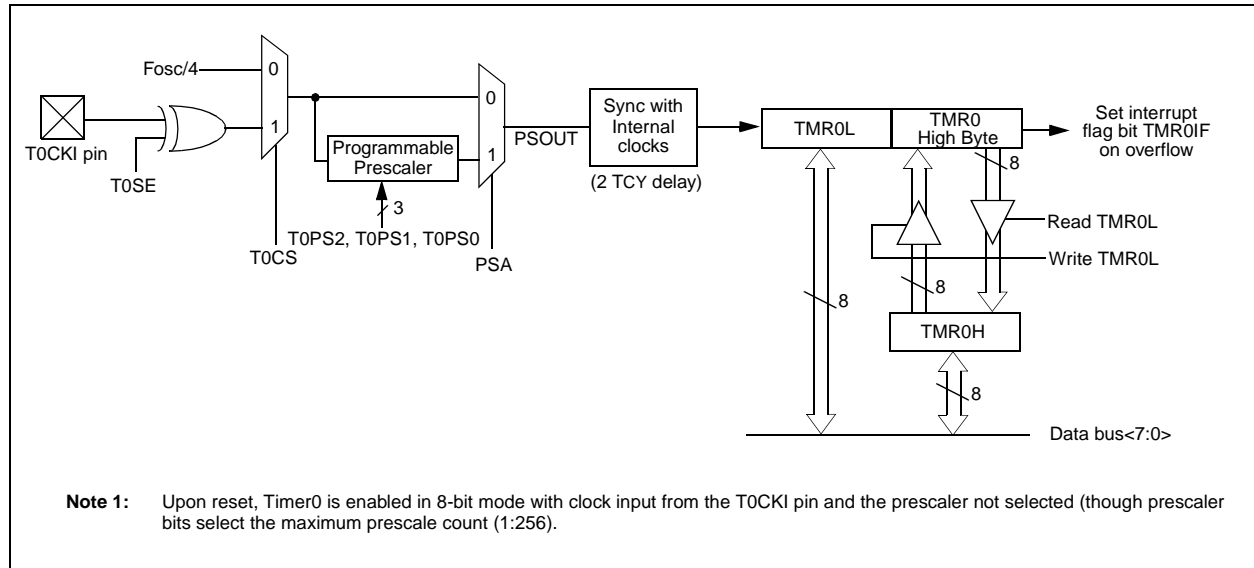 Fosc/4
0
1
T0CKI pin
T0SE
T0CS
Programmable
Prescaler
3
T0PS2, T0PS1, T0PS0
0
1
PSA
PSOUT
Sync with
Internal
clocks
(2 TCY delay)
TMR0L
TMR0
High Byte
Set interrupt
flag bit TMR0IF
on overflow
8
Read TMR0L
Write TMR0L
8
8
TMR0H
8
Data bus<7:0>
Note 1: Upon reset, Timer0 is enabled in 8-bit mode with clock input from the T0CKI pin and the prescaler not selected (though prescaler
bits select the maximum prescale count (1:256).